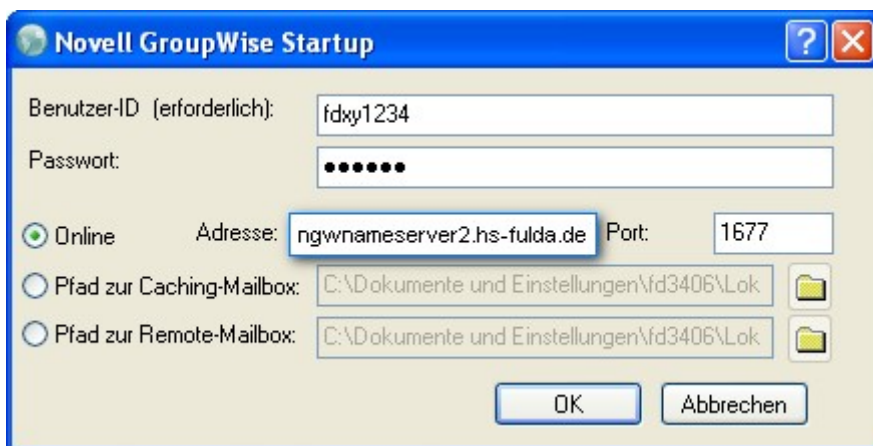 Novell GroupWise Startup
Benutzer-ID (erforderlich): fdxy1234
Passwort: ••••••
Online Adresse: ngwnameserver2.hs-fulda.de Port: 1677
Pfad zur Caching-Mailbox: C:\Dokumente und Einstellungen\fd3406\Lok
Pfad zur Remote-Mailbox: C:\Dokumente und Einstellungen\fd3406\Lok
OK Abbrechen